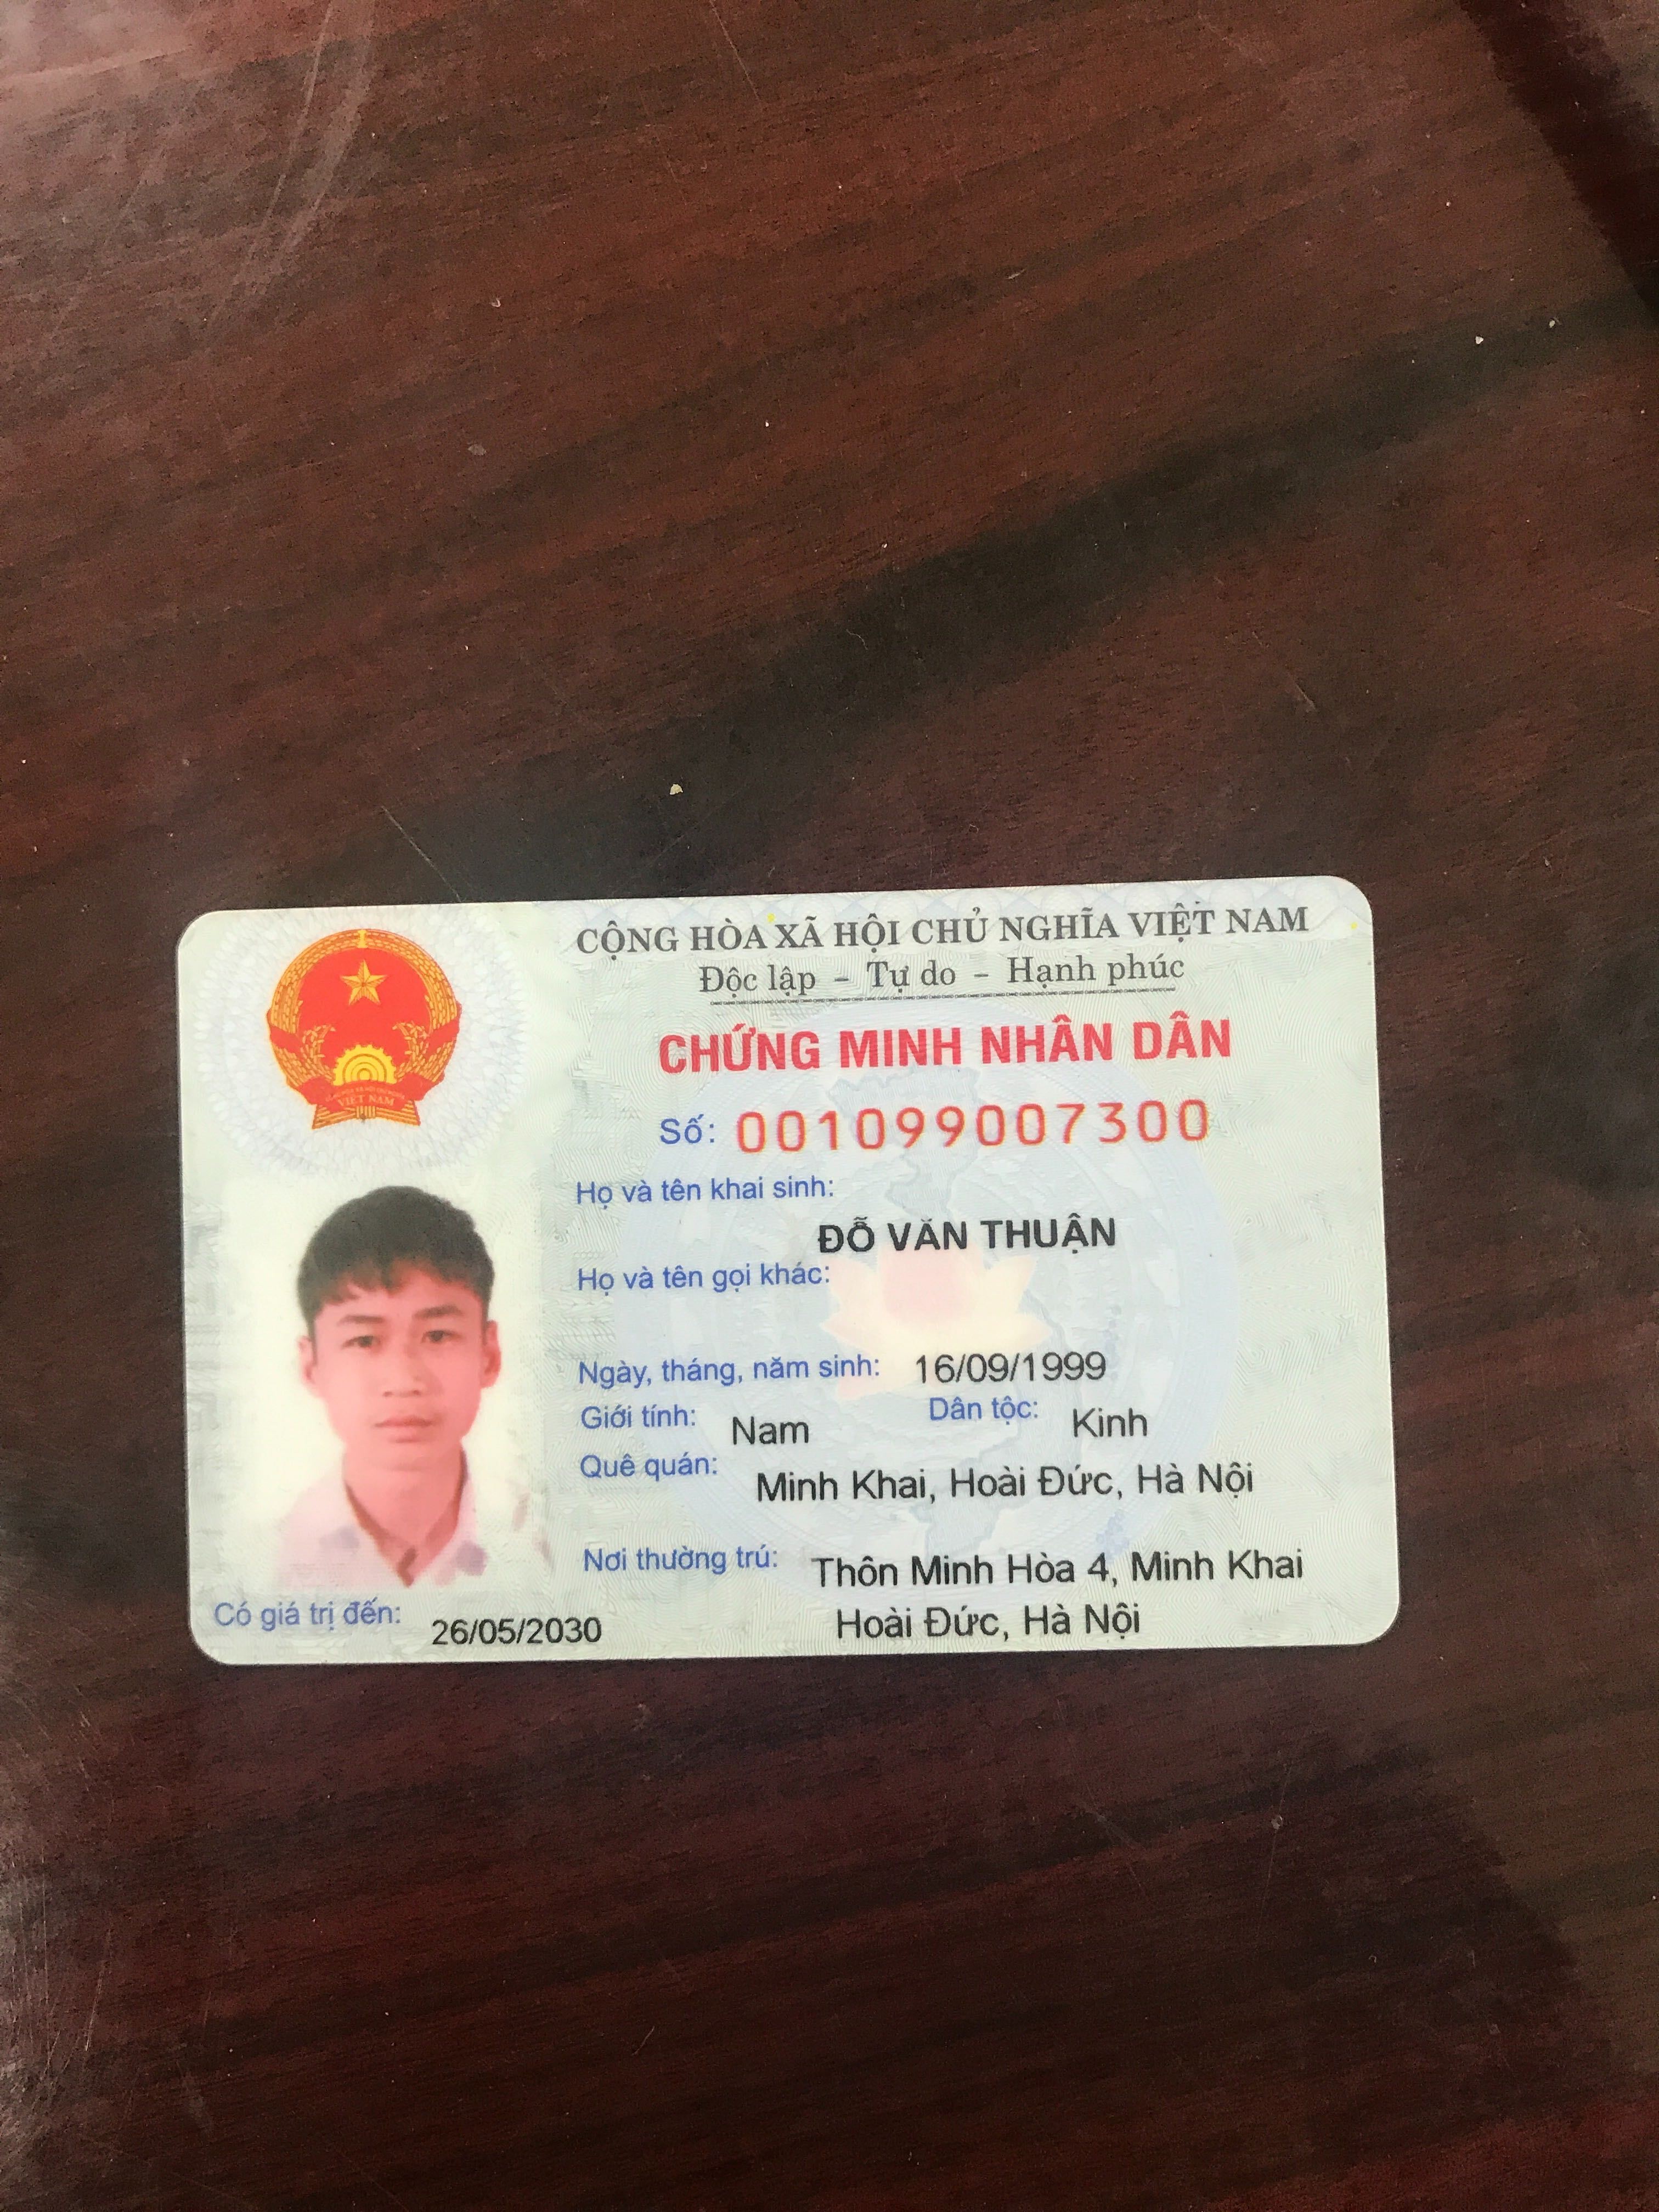 CỘNG HÒA XÃ HỘI CHỦ NGHĨA VIỆT NAM
Độc lập - Tự do - Hạnh phúc
CHỨNG MINH NHÂN DÂN
Số: 001099007300
Họ và tên khai sinh:
ĐỖ VĂN THUẬN
Họ và tên gọi khác:
Ngày, tháng, năm sinh: 16/09/1999
Giới tính: Nam Dân tộc: Kinh
Quê quán: Minh Khai, Hoài Đức, Hà Nội
Nơi thường trú: Thôn Minh Hòa 4, Minh Khai
Hoài Đức, Hà Nội
Có giá trị đến: 26/05/2030
VIỆT NAM